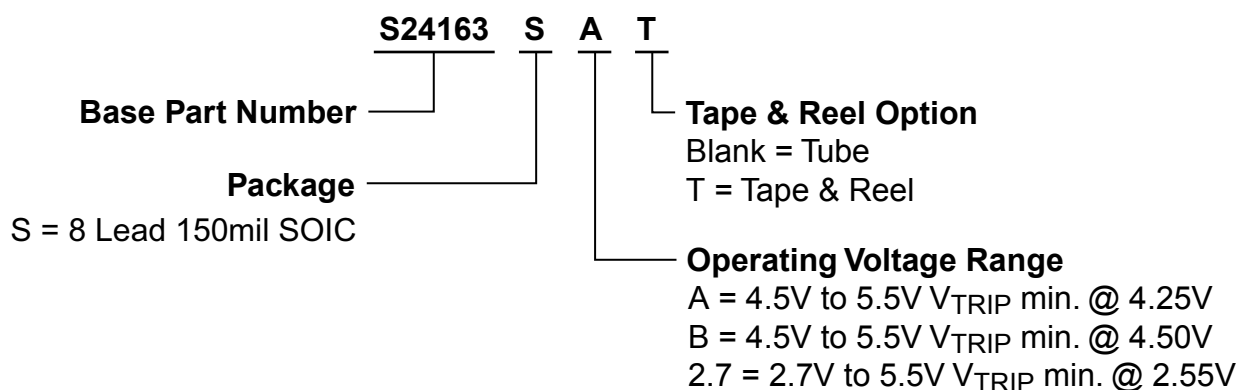 S24163 S A T
Base Part Number
Package
S = 8 Lead 150mil SOIC
Tape & Reel Option
Blank = Tube
T = Tape & Reel
Operating Voltage Range
A = 4.5V to 5.5V VTRIP min. @ 4.25V
B = 4.5V to 5.5V VTRIP min. @ 4.50V
2.7 = 2.7V to 5.5V VTRIP min. @ 2.55V